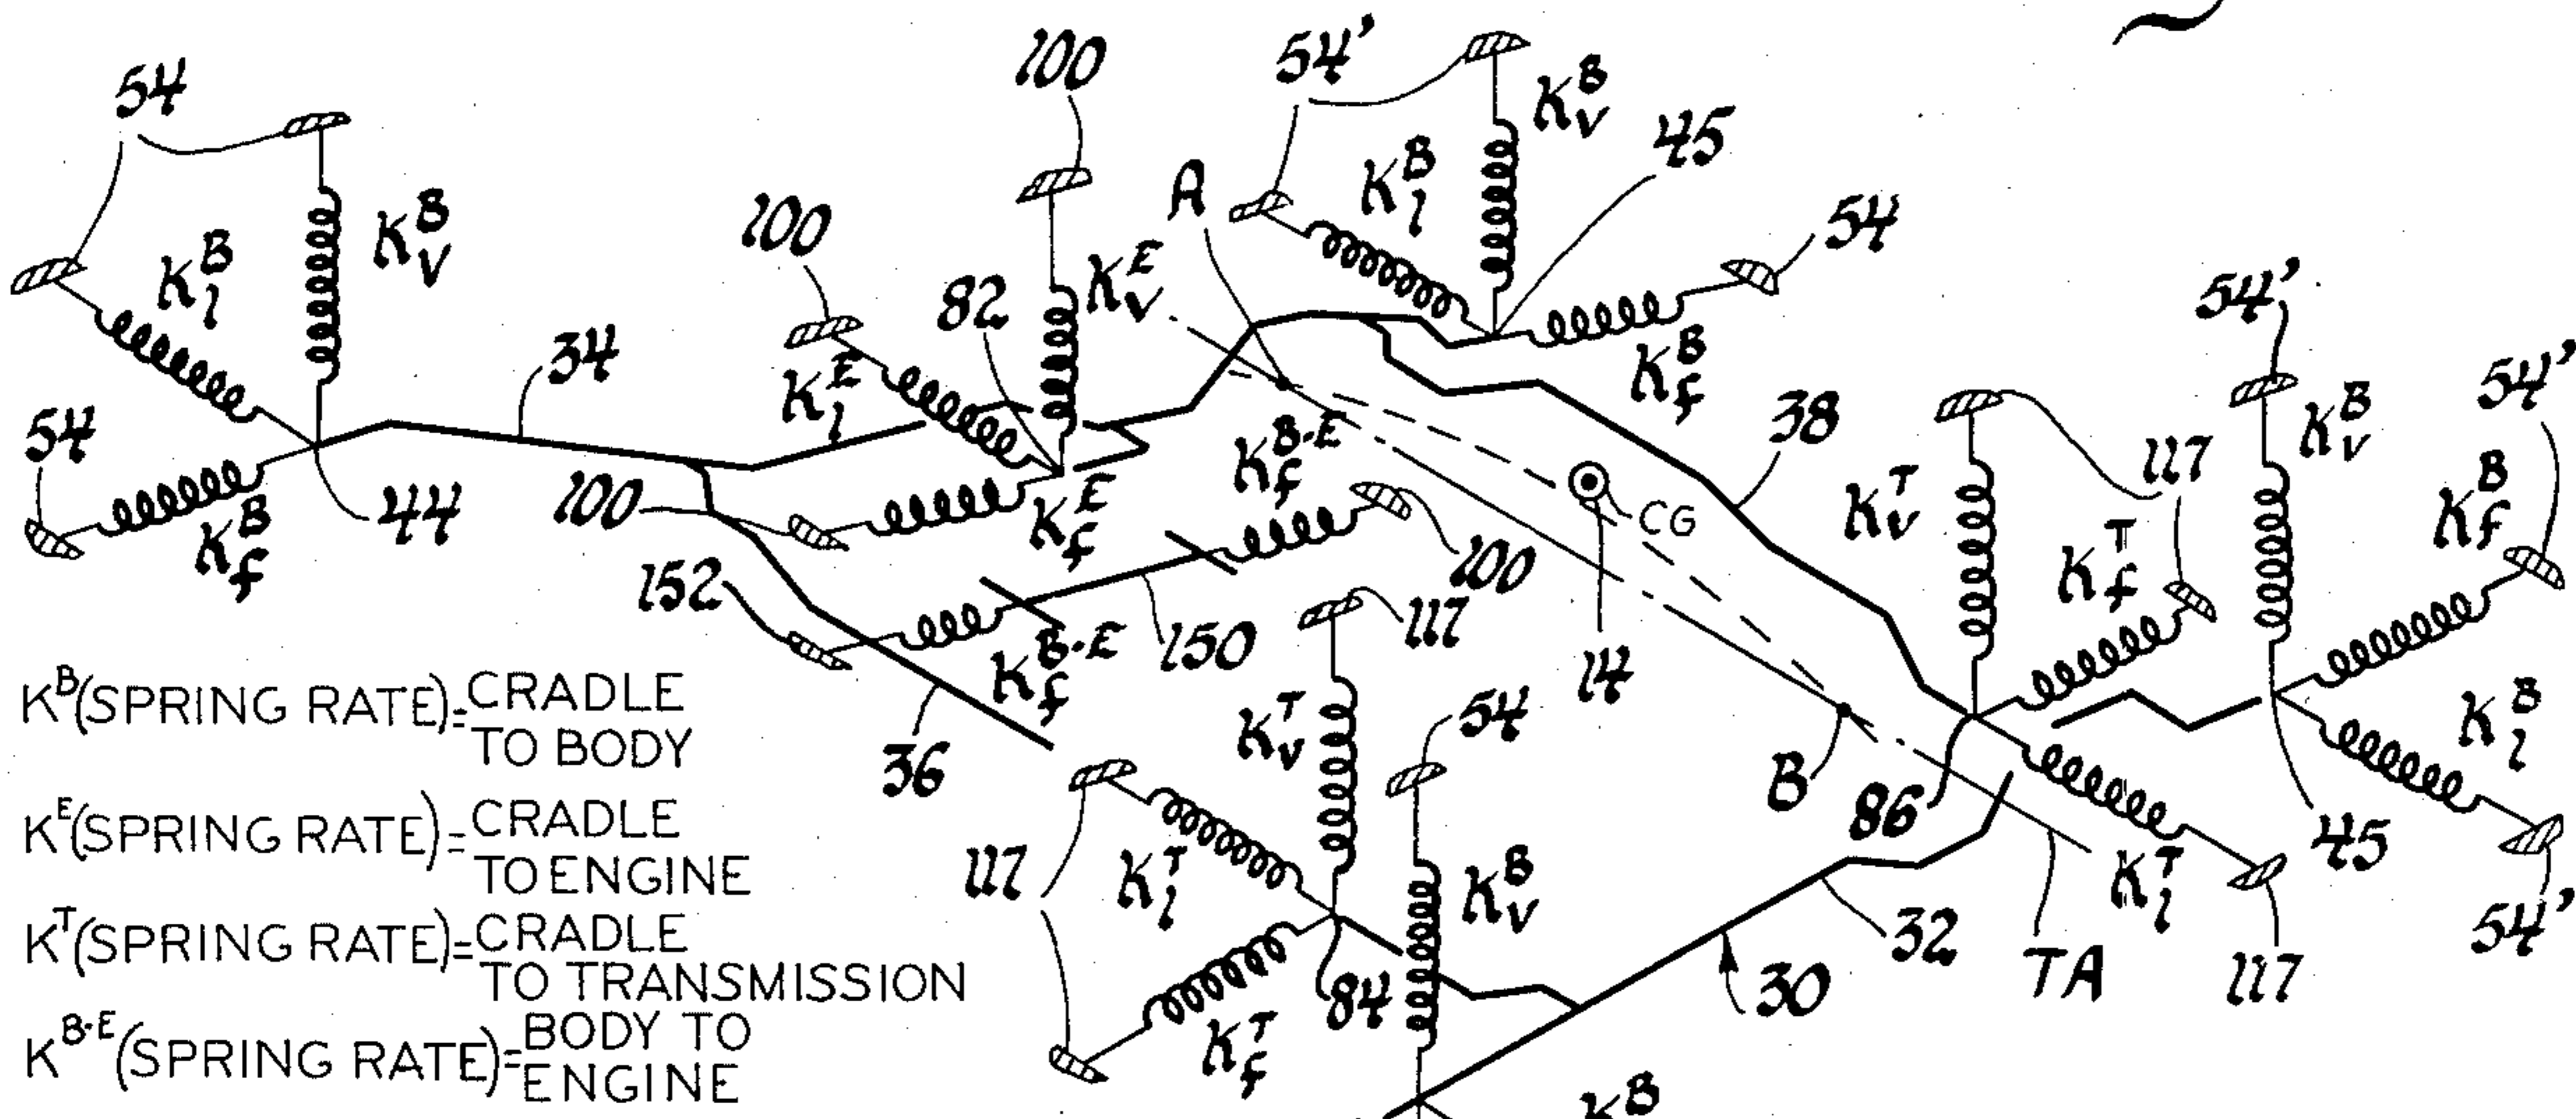 54
54
K_l^B
K_v^B
K_f^B
44
34
100
100
100
82
K_v^E
K_l^E
K_f^E
A
54'
K_v^B
K_l^B
45
54
K_f^B
K_f^B-E
100
152
K_f^B-E
150
36
CG
14
38
K_v^T
117
K_f^T
54'
K_v^B
54'
K_f^B
K_l^B
45
54'
B
86
K_l^T
117
TA
117
K_v^T
54
K_v^B
117
K_l^T
K_f^T
84
32
30
K^B
K^B(SPRING RATE)=CRADLE
TO BODY
K^E(SPRING RATE)=CRADLE
TO ENGINE
K^T(SPRING RATE)=CRADLE
TO TRANSMISSION
K^B-E(SPRING RATE)=BODY TO
ENGINE